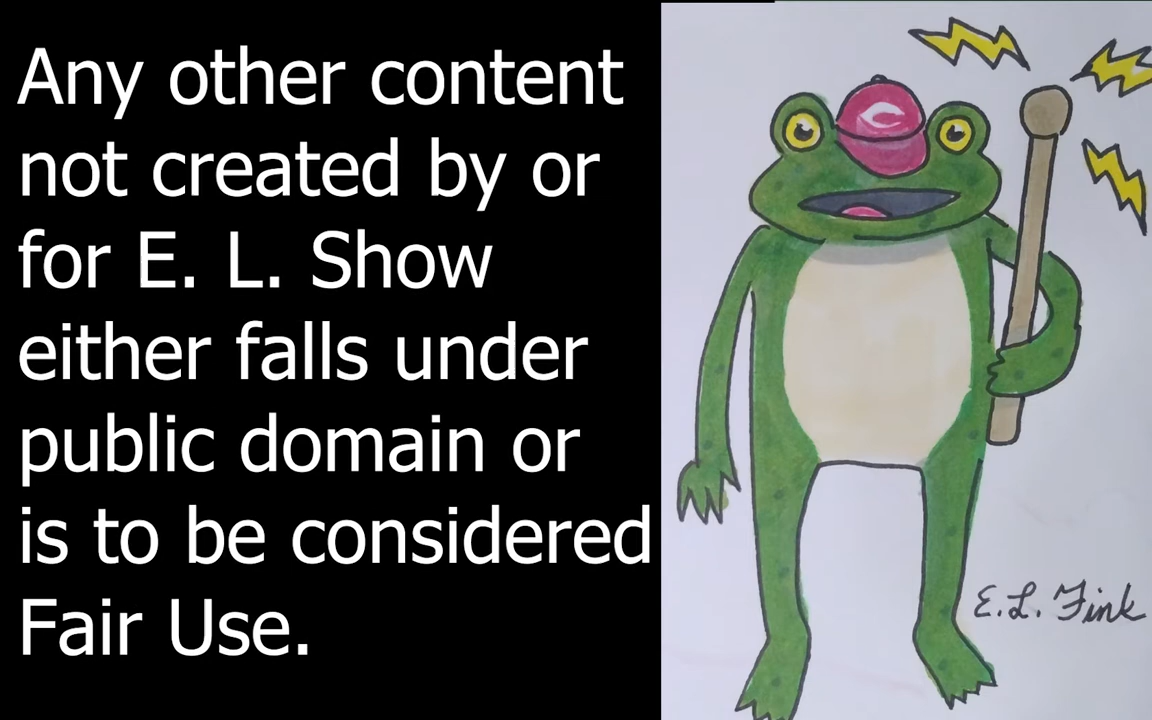 Any other content
not created by or
for E. L. Show
either falls under
public domain or
is to be considered
Fair Use.
E. L. Fink